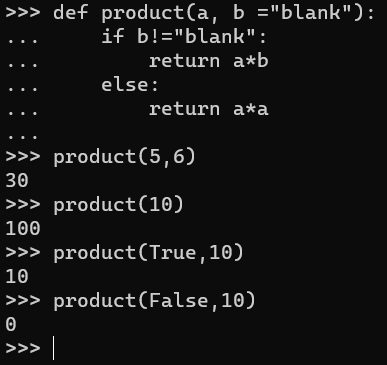 >>> def product(a, b ="blank"):
...     if b!="blank":
...         return a*b
...     else:
...         return a*a
...
>>> product(5,6)
30
>>> product(10)
100
>>> product(True,10)
10
>>> product(False,10)
0
>>>